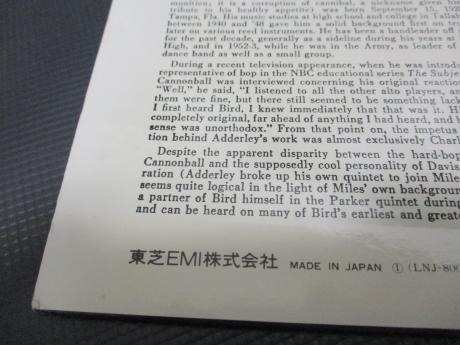 munition; it is a corruption of cannibal, a nickname given him
tribute to his healthy appetite) was born September 15, 192
Tampa, Fla. His music studies at high school and college in Tallah
between 1940 and '48 gave him a solid background first on tru
later on various reed instruments. He has been a bandleader off
for the past decade, generally as a sideline during his years at
High, and in 1952-3, while he was in the Army, as leader of
dance band as well as a small group.
During a recent television appearance, when he was introdu
representative of bop in the NBC educational series The Subje
Cannonball was interviewed concerning his original reaction
"Well," he said, "I listened to all the other alto players, an
them were fine, but there still seemed to be something lack
I first heard Bird, I knew immediately that that was it. H
completely original, far ahead of anything I had heard, and h
sense was unorthodox." From that point on, the impetus
tion behind Adderley's work was almost exclusively Charl
Despite the apparent disparity between the hard-bop
Cannonball and the supposedly cool personality of Davis
ration (Adderley broke up his own quintet to join Mile
seems quite logical in the light of Miles' own backgroun
a partner of Bird himself in the Parker quintet during
and can be heard on many of Bird's earliest and greate
東芝EMI株式会社 MADE IN JAPAN ① (LNJ-800